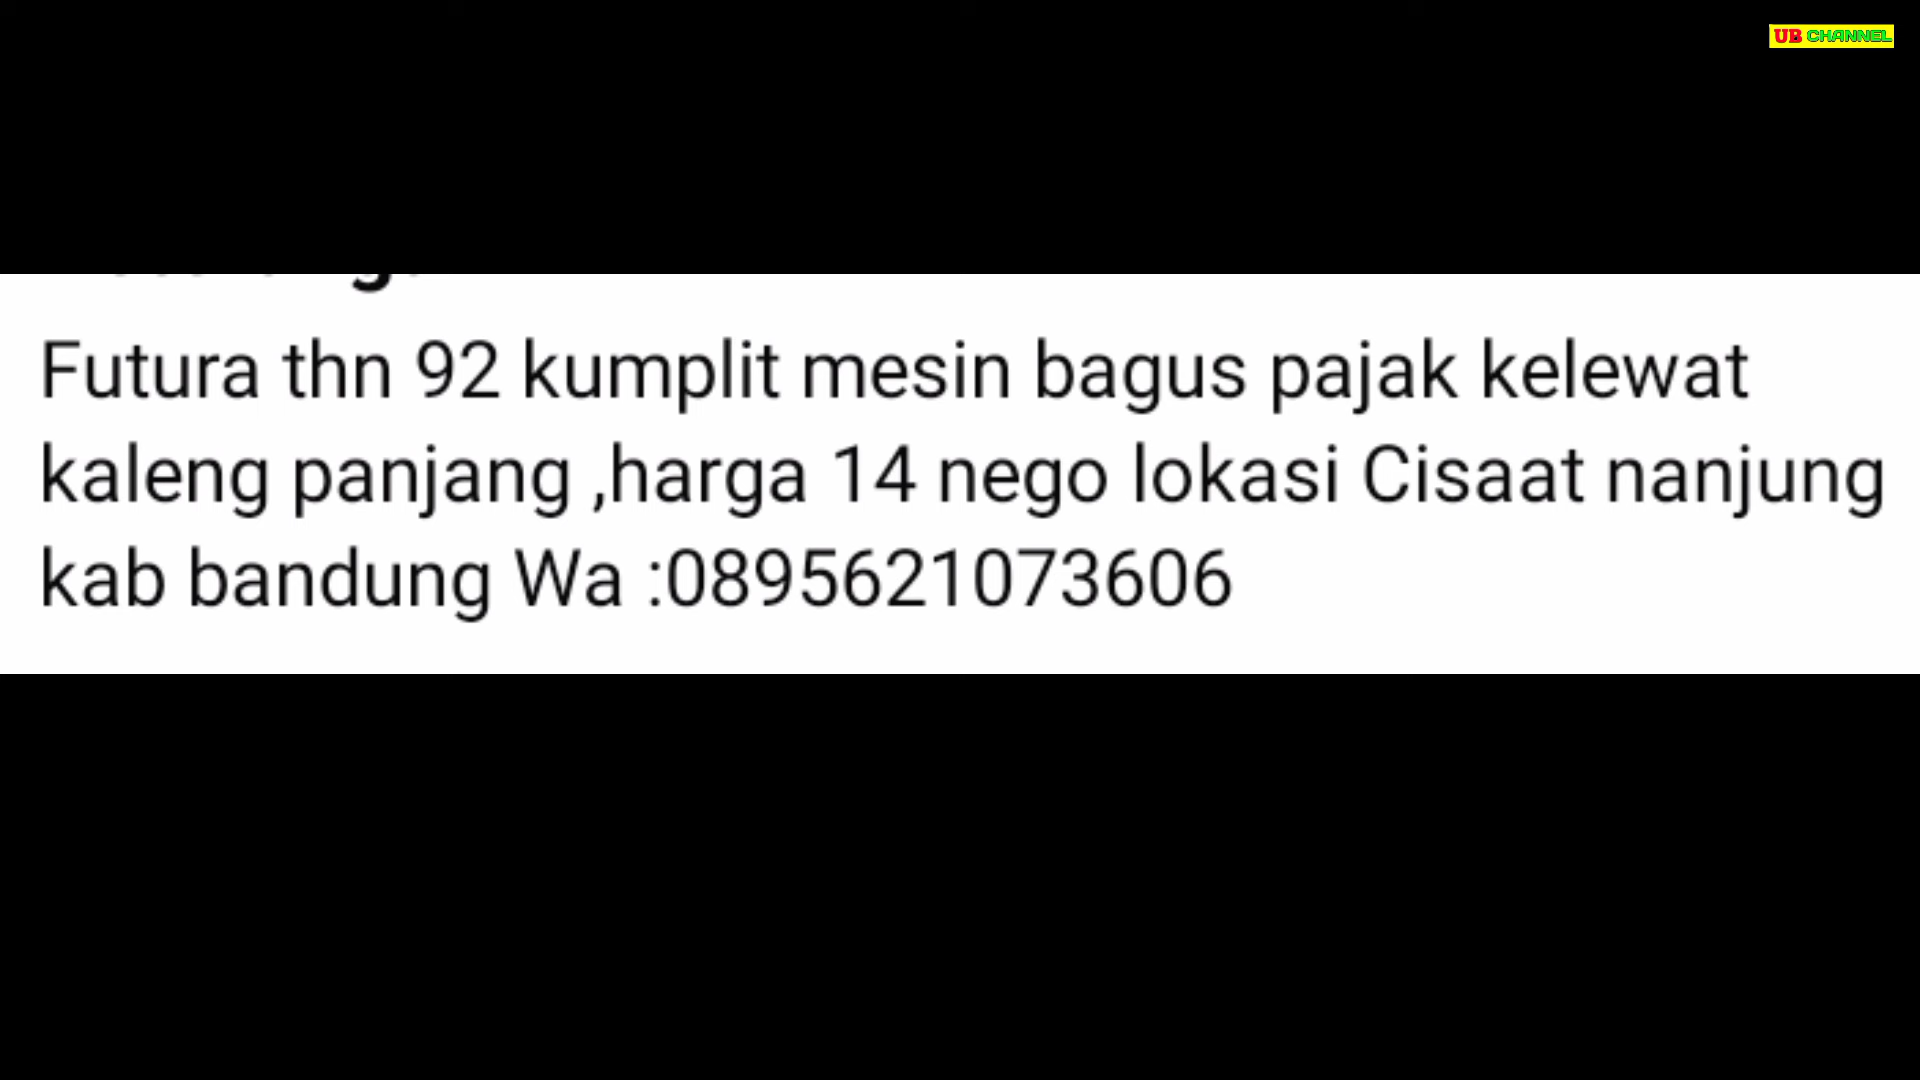 UB CHANNEL
Futura thn 92 kumplit mesin bagus pajak kelewat
kaleng panjang ,harga 14 nego lokasi Cisaat nanjung
kab bandung Wa :0895621073606